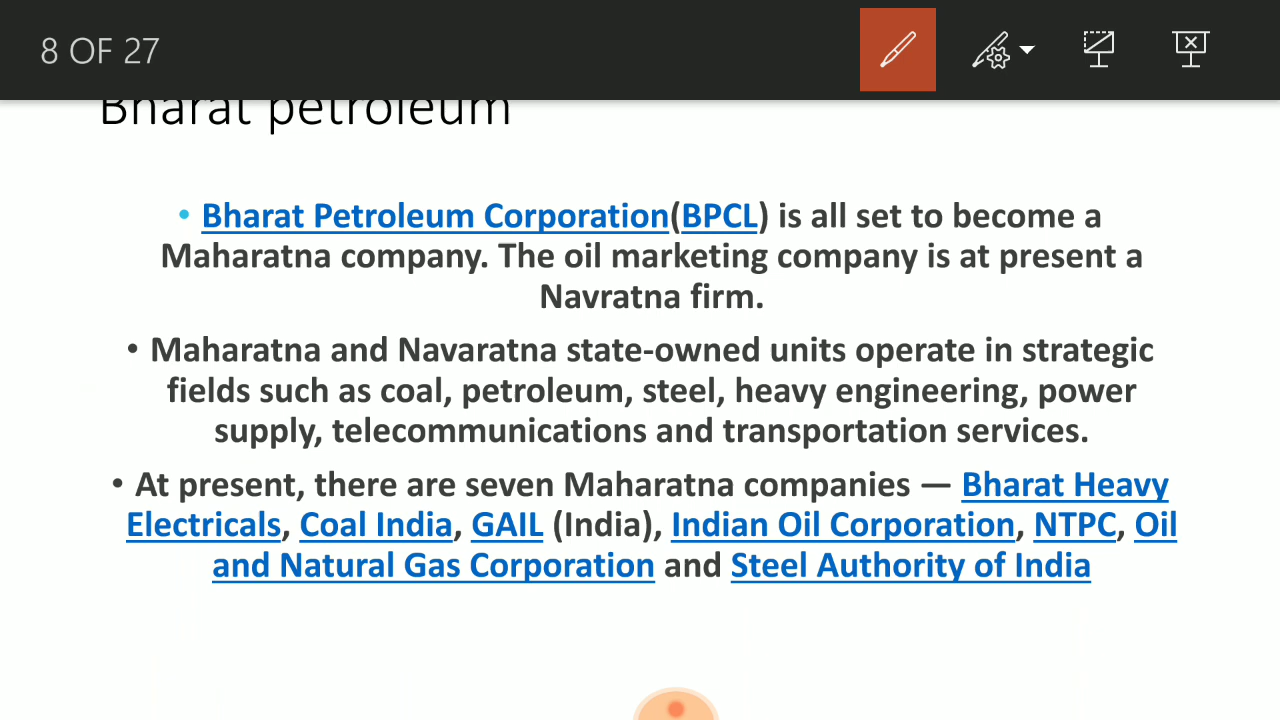 8 OF 27
Bharat petroleum
• Bharat Petroleum Corporation(BPCL) is all set to become a
Maharatna company. The oil marketing company is at present a
Navratna firm.
• Maharatna and Navaratna state-owned units operate in strategic
fields such as coal, petroleum, steel, heavy engineering, power
supply, telecommunications and transportation services.
• At present, there are seven Maharatna companies — Bharat Heavy
Electricals, Coal India, GAIL (India), Indian Oil Corporation, NTPC, Oil
and Natural Gas Corporation and Steel Authority of India